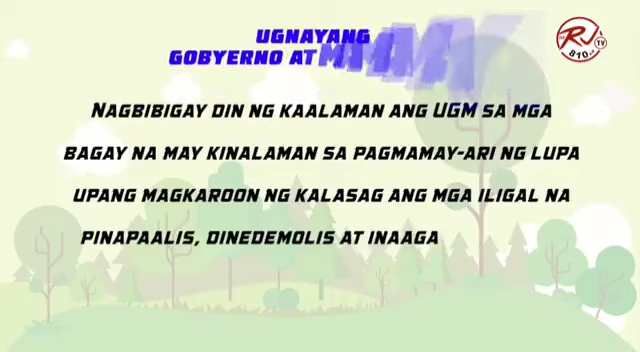 UGNAYANG
GOBYERNO AT
RJ TV
810
NAGBIBIGAY DIN NG KAALAMAN ANG UGM SA MGA
BAGAY NA MAY KINALAMAN SA PAGMAMAY-ARI NG LUPA
UPANG MAGKAROON NG KALASAG ANG MGA ILIGAL NA
PINAPAALIS, DINEDEMOLIS AT INAAGA